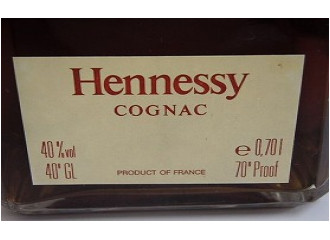 Hennessy
COGNAC
40 % vol ℮ 0,70 l
40° GL 70° Proof
PRODUCT OF FRANCE